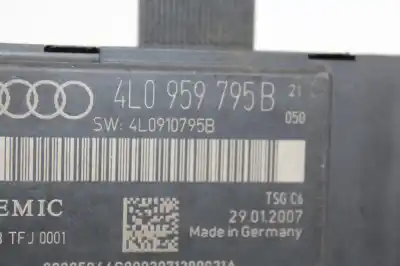 4L0 959 795 B 21
050
SW: 4L0910795B
TSG C6
EMIC
29.01.2007
TFJ 0001
Made in Germany